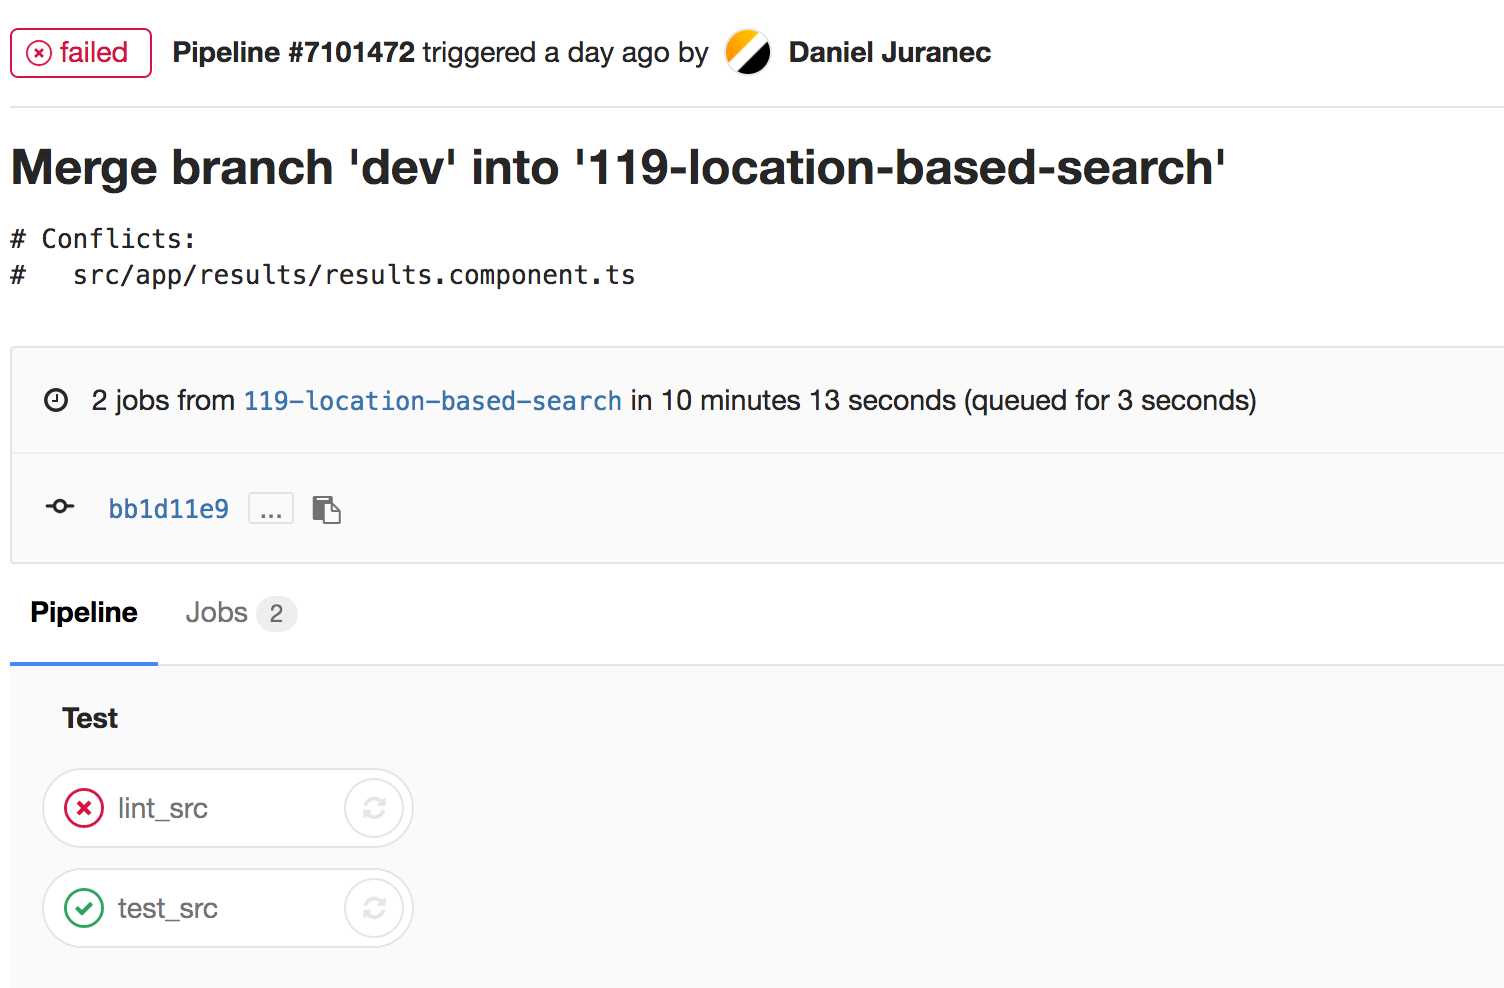 failed Pipeline #7101472 triggered a day ago by Daniel Juranec
Merge branch 'dev' into '119-location-based-search'
# Conflicts:
#   src/app/results/results.component.ts
2 jobs from 119-location-based-search in 10 minutes 13 seconds (queued for 3 seconds)
bb1d11e9 ...
Pipeline Jobs 2
Test
lint_src
test_src